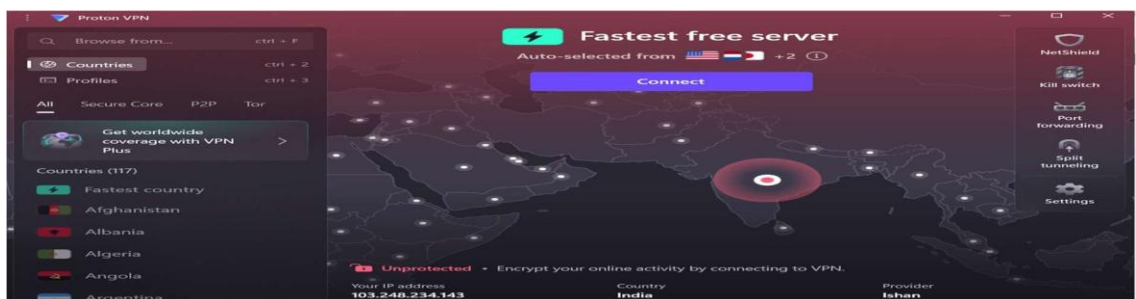 Proton VPN
Browse from... ctrl + F
Countries ctrl + 2
Profiles ctrl + 3
All Secure Core P2P Tor
Get worldwide
coverage with VPN
Plus
Countries (117)
Fastest country
Afghanistan
Albania
Algeria
Angola
Argentina
Fastest free server
Auto-selected from +2
Connect
Unprotected • Encrypt your online activity by connecting to VPN.
Your IP address Country Provider
103.248.234.143 India Ishan
NetShield
Kill switch
Port
forwarding
Split
tunneling
Settings